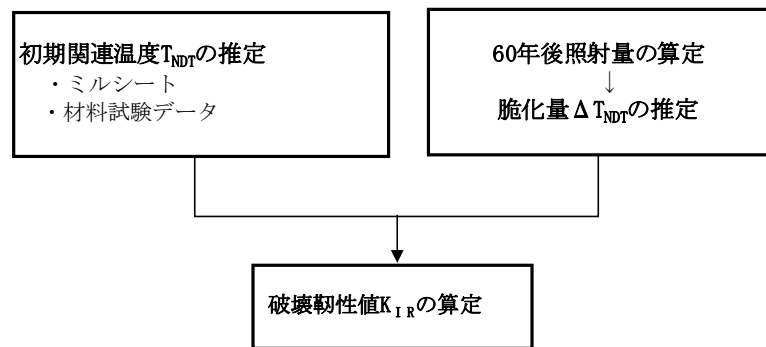 初期関連温度TNDTの推定
・ミルシート
・材料試験データ
60年後照射量の算定
↓
脆化量ΔTNDTの推定
破壊靭性値KIRの算定